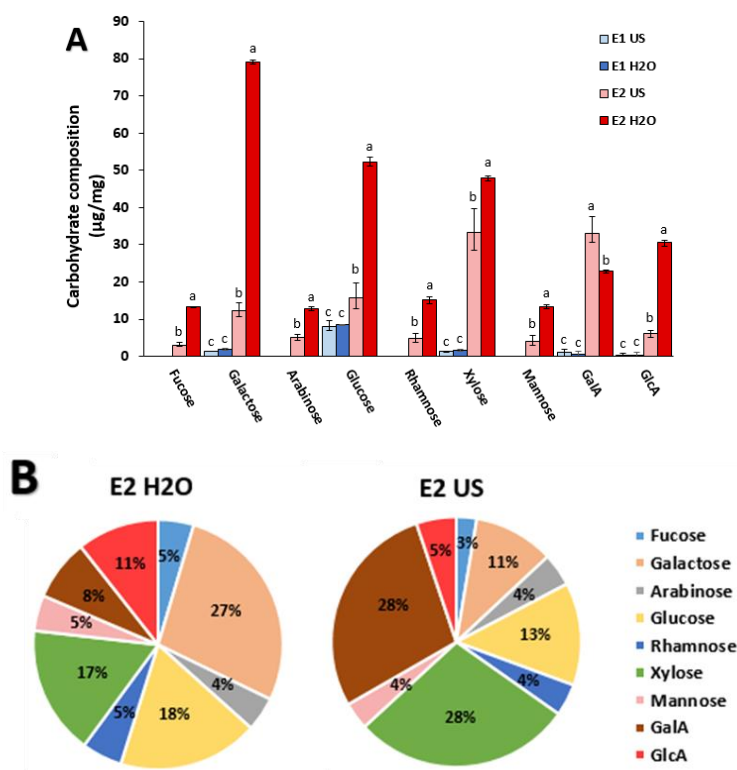 A
Carbohydrate composition
(µg/mg)
90
80
70
60
50
40
30
20
10
0
E1 US
E1 H2O
E2 US
E2 H2O
b a
c c b a
b a
c c b a
b a
c c b a
b a
c c a b
c c b a
Fucose
Galactose
Arabinose
Glucose
Rhamnose
Xylose
Mannose
GalA
GlcA
B
E2 H2O
5%
27%
4%
18%
5%
17%
5%
8%
11%
E2 US
3%
11%
4%
13%
4%
28%
4%
28%
5%
Fucose
Galactose
Arabinose
Glucose
Rhamnose
Xylose
Mannose
GalA
GlcA